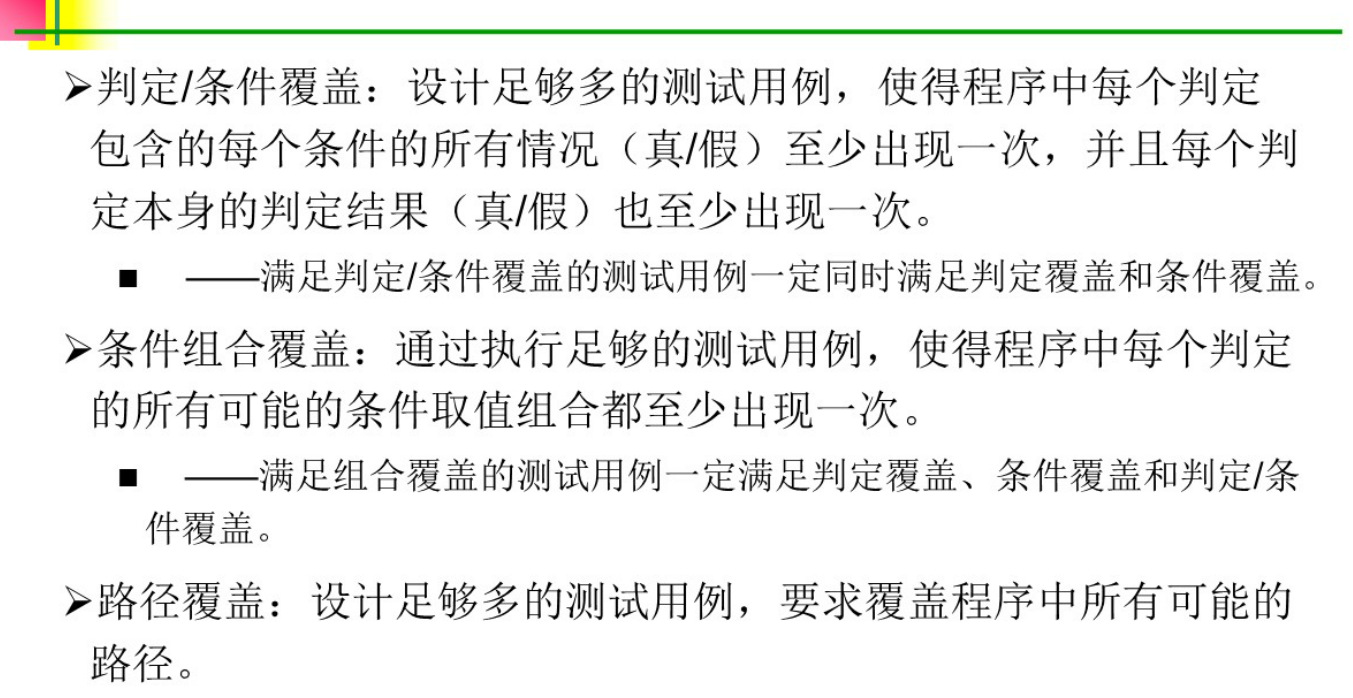 ➢判定/条件覆盖：设计足够多的测试用例，使得程序中每个判定
包含的每个条件的所有情况（真/假）至少出现一次，并且每个判
定本身的判定结果（真/假）也至少出现一次。
■ ——满足判定/条件覆盖的测试用例一定同时满足判定覆盖和条件覆盖。
➢条件组合覆盖：通过执行足够的测试用例，使得程序中每个判定
的所有可能的条件取值组合都至少出现一次。
■ ——满足组合覆盖的测试用例一定满足判定覆盖、条件覆盖和判定/条
件覆盖。
➢路径覆盖：设计足够多的测试用例，要求覆盖程序中所有可能的
路径。